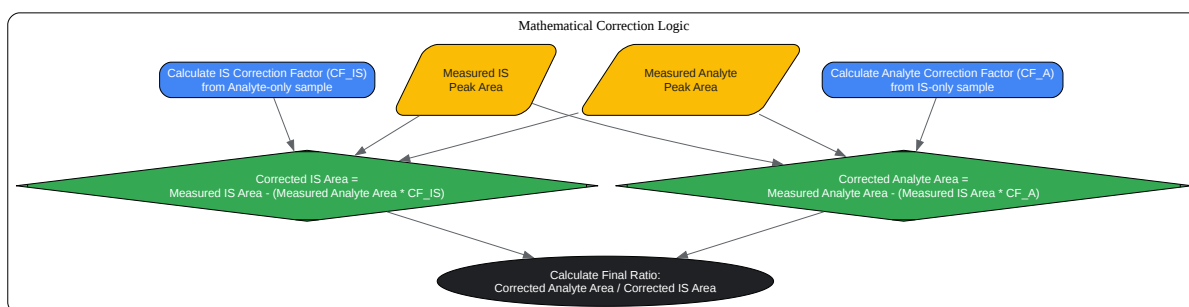 Mathematical Correction Logic
Calculate IS Correction Factor (CF_IS)
from Analyte-only sample
Measured IS
Peak Area
Measured Analyte
Peak Area
Calculate Analyte Correction Factor (CF_A)
from IS-only sample
Corrected IS Area =
Measured IS Area - (Measured Analyte Area * CF_IS)
Corrected Analyte Area =
Measured Analyte Area - (Measured IS Area * CF_A)
Calculate Final Ratio:
Corrected Analyte Area / Corrected IS Area